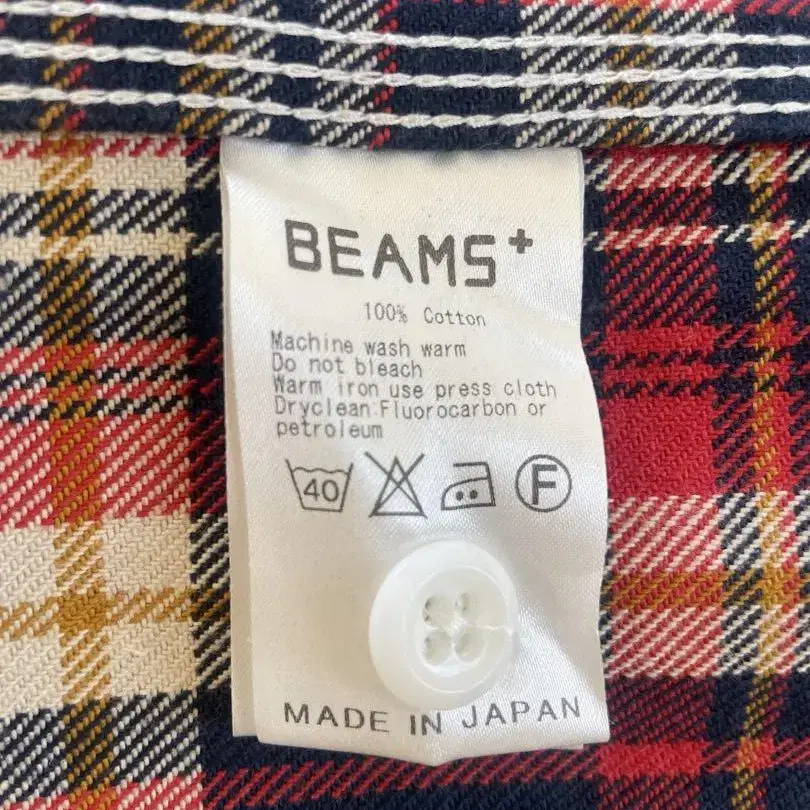 BEAMS+
100% Cotton
Machine wash warm
Do not bleach
Warm iron use press cloth
Dryclean:Fluorocarbon or
petroleum
40
F
MADE IN JAPAN